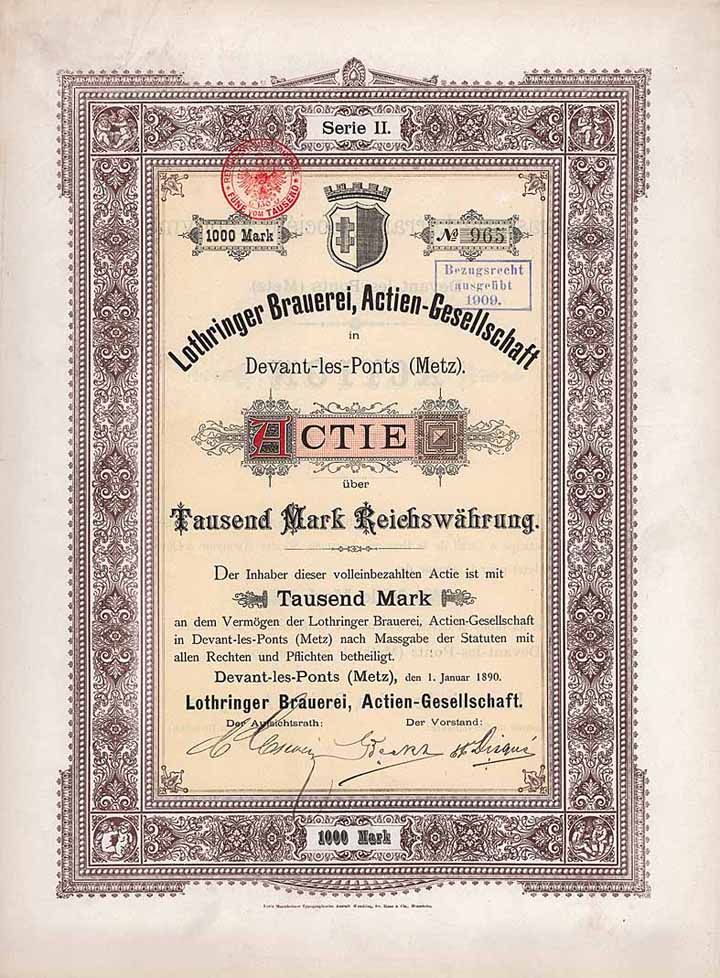 Serie II.
FÜNF VOM TAUSEND
1000 Mark
No 965
Bezugsrecht
ausgeübt
1909.
Lothringer Brauerei, Actien-Gesellschaft
in
Devant-les-Ponts (Metz).
ACTIE
über
Tausend Mark Reichswährung.
Der Inhaber dieser volleinbezahlten Actie ist mit
Tausend Mark
an dem Vermögen der Lothringer Brauerei, Actien-Gesellschaft
in Devant-les-Ponts (Metz) nach Massgabe der Statuten mit
allen Rechten und Pflichten betheiligt.
Devant-les-Ponts (Metz), den 1. Januar 1890.
Lothringer Brauerei, Actien-Gesellschaft.
Der Aufsichtsrath: Der Vorstand:
1000 Mark